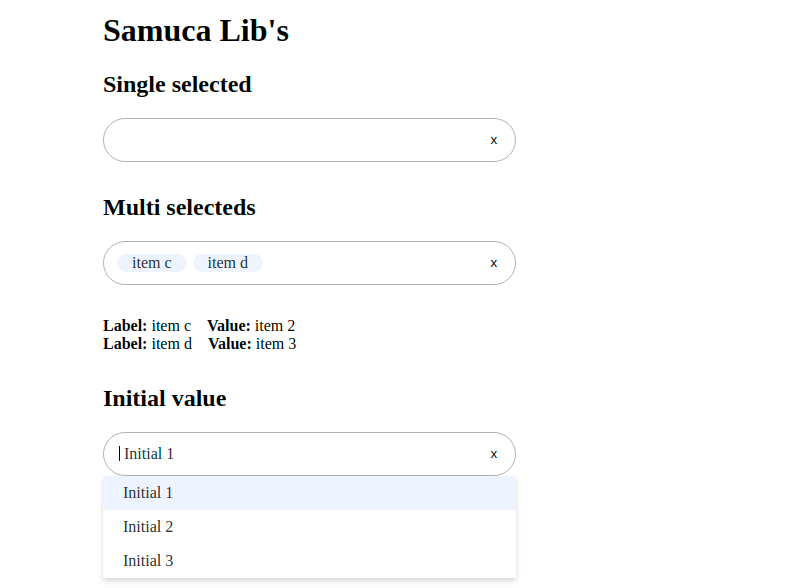 Samuca Lib's
Single selected
x
Multi selecteds
item c item d x
Label: item c Value: item 2
Label: item d Value: item 3
Initial value
Initial 1 x
Initial 1
Initial 2
Initial 3